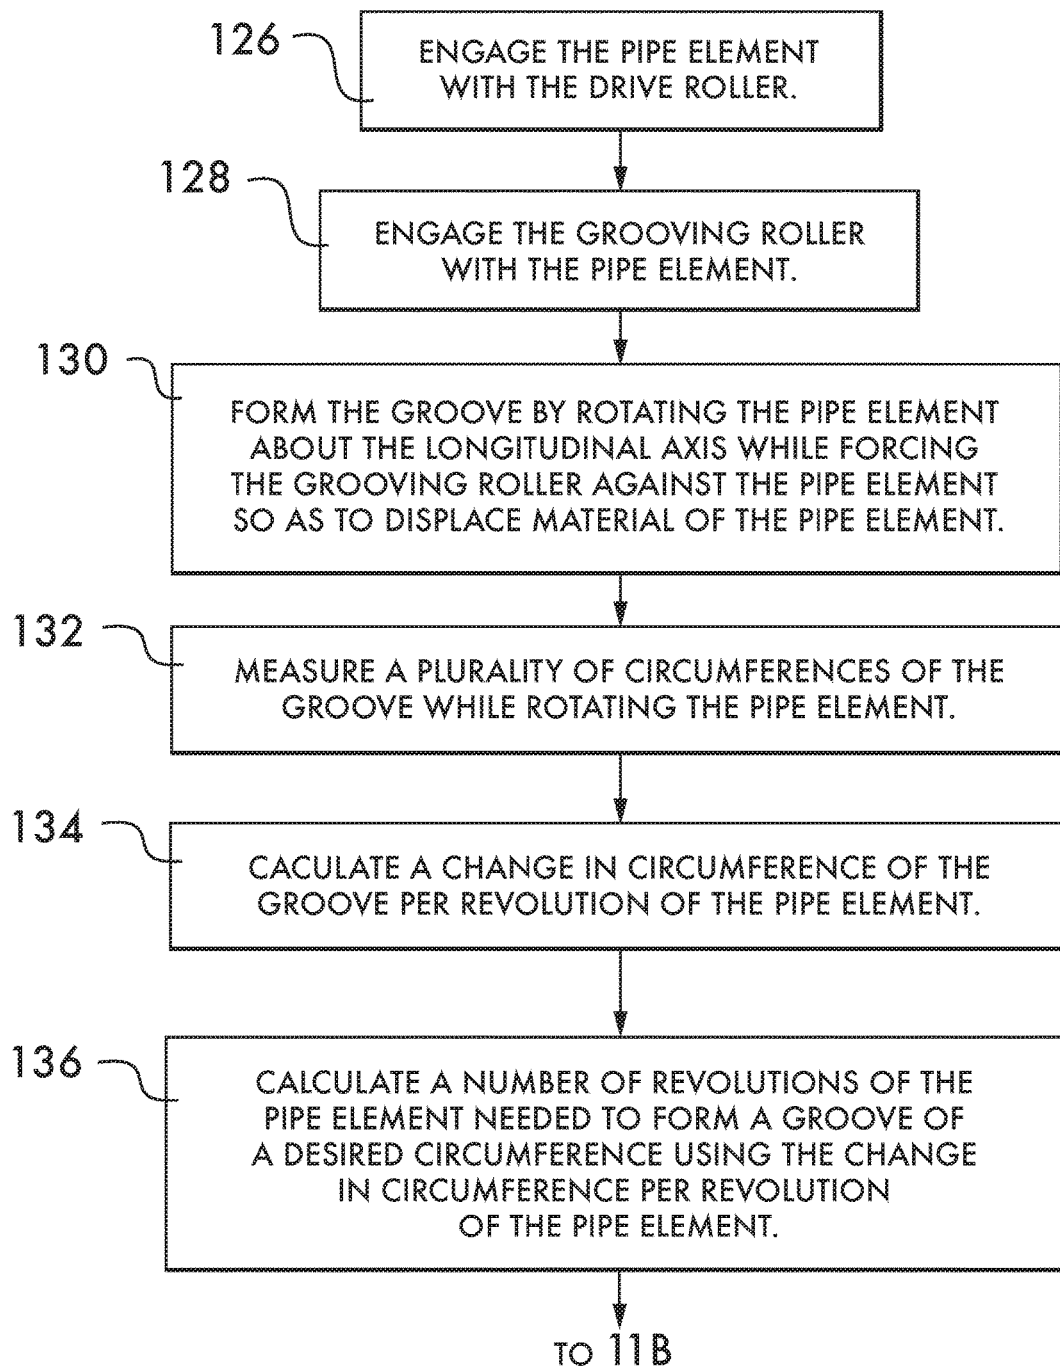 126
ENGAGE THE PIPE ELEMENT
WITH THE DRIVE ROLLER.
128
ENGAGE THE GROOVING ROLLER
WITH THE PIPE ELEMENT.
130
FORM THE GROOVE BY ROTATING THE PIPE ELEMENT
ABOUT THE LONGITUDINAL AXIS WHILE FORCING
THE GROOVING ROLLER AGAINST THE PIPE ELEMENT
SO AS TO DISPLACE MATERIAL OF THE PIPE ELEMENT.
132
MEASURE A PLURALITY OF CIRCUMFERENCES OF THE
GROOVE WHILE ROTATING THE PIPE ELEMENT.
134
CACULATE A CHANGE IN CIRCUMFERENCE OF THE
GROOVE PER REVOLUTION OF THE PIPE ELEMENT.
136
CALCULATE A NUMBER OF REVOLUTIONS OF THE
PIPE ELEMENT NEEDED TO FORM A GROOVE OF
A DESIRED CIRCUMFERENCE USING THE CHANGE
IN CIRCUMFERENCE PER REVOLUTION
OF THE PIPE ELEMENT.
TO 11B